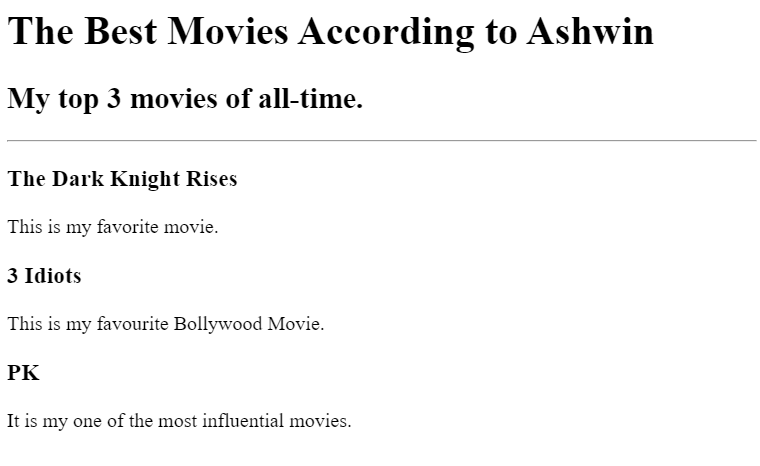 The Best Movies According to Ashwin
My top 3 movies of all-time.
The Dark Knight Rises
This is my favorite movie.
3 Idiots
This is my favourite Bollywood Movie.
PK
It is my one of the most influential movies.